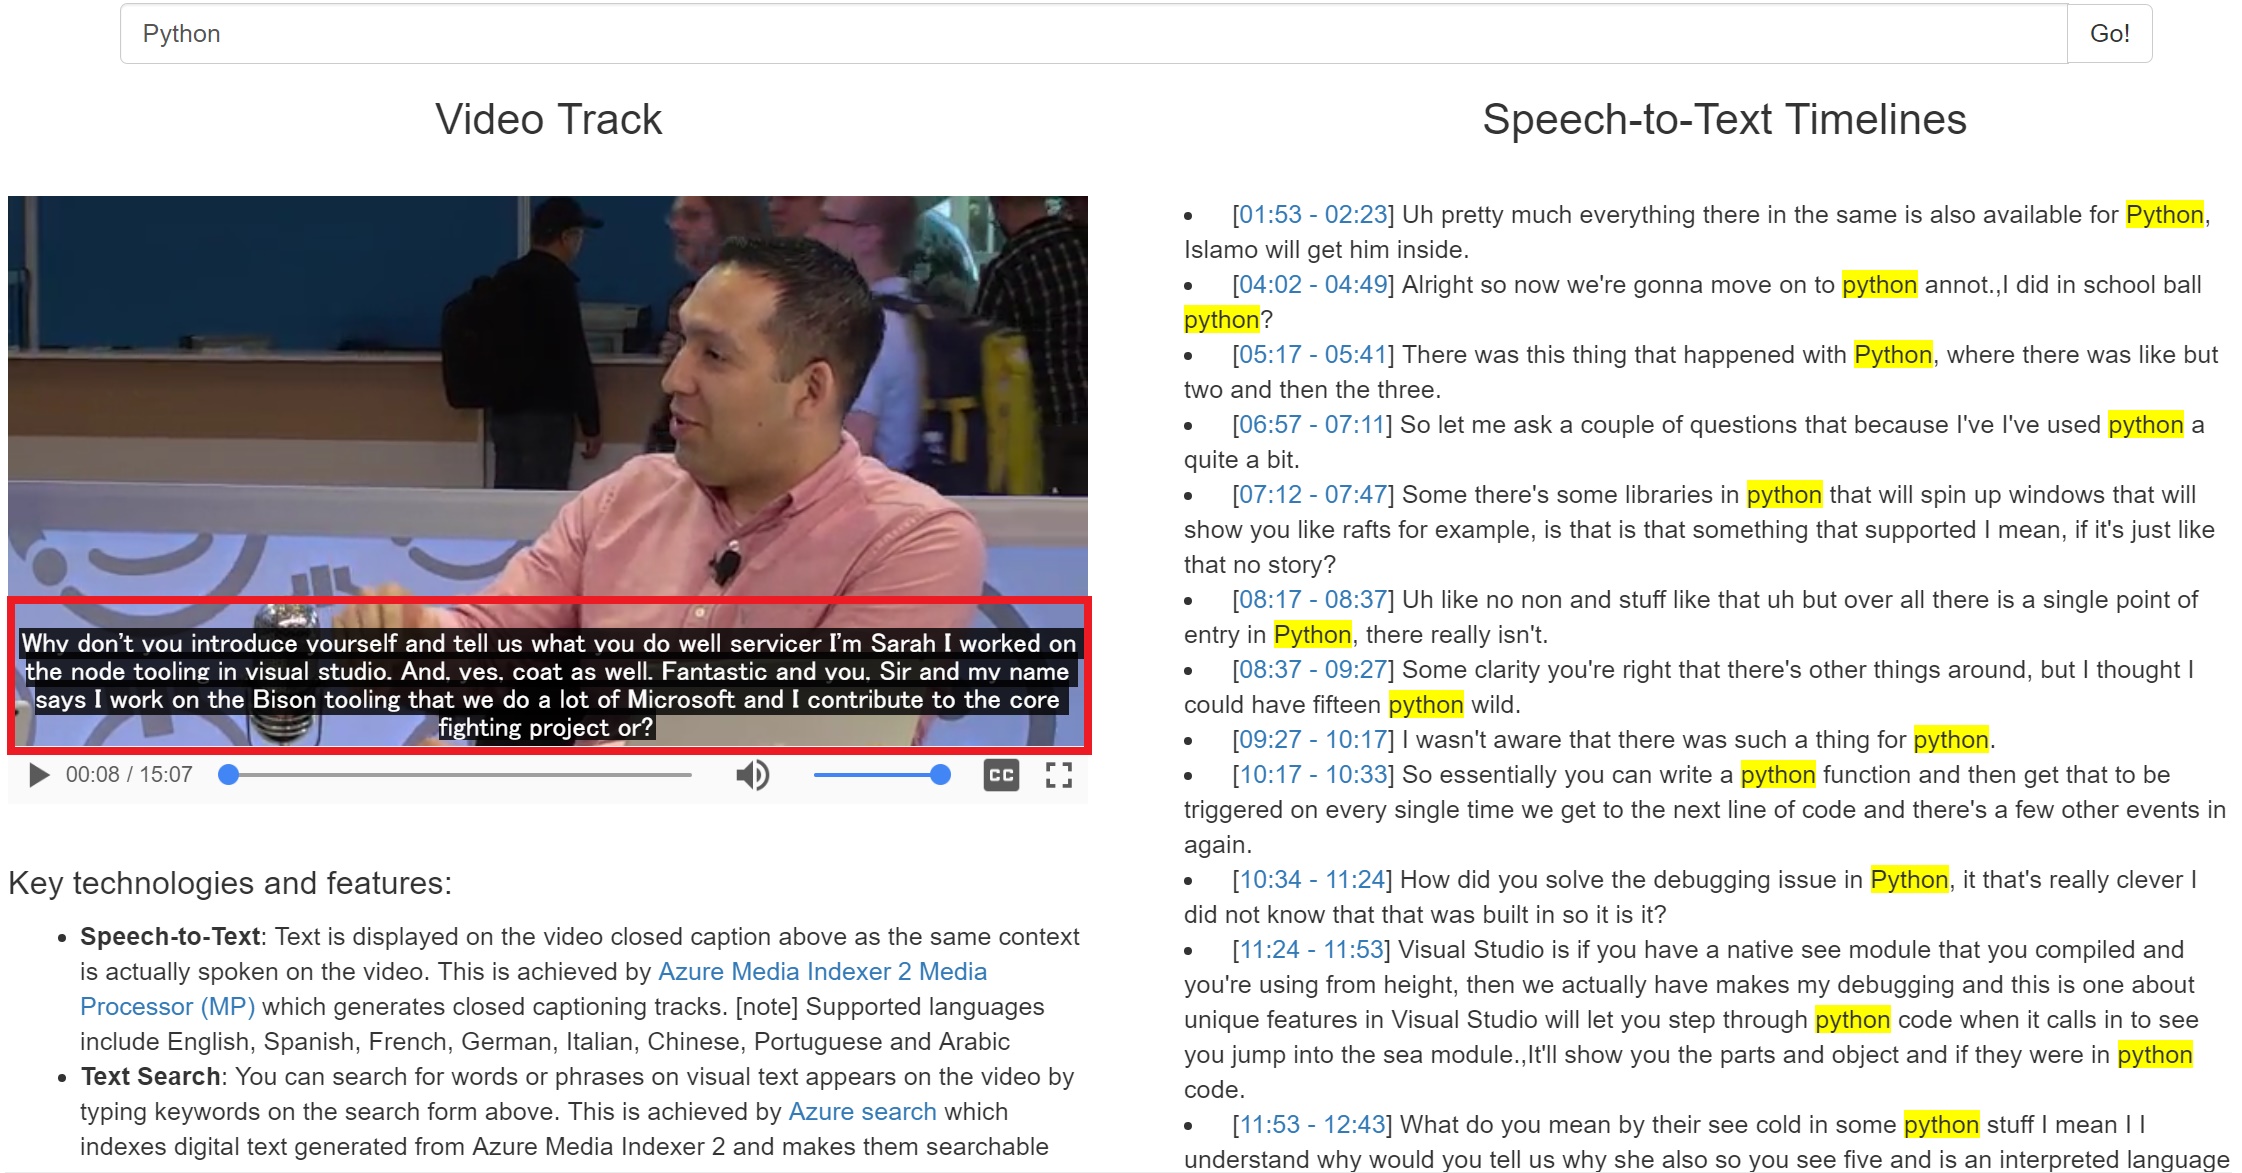 Python
Go!
Video Track
Speech-to-Text Timelines
Why don't you introduce yourself and tell us what you do well servicer I'm Sarah I worked on
the node tooling in visual studio. And, yes, coat as well. Fantastic and you, Sir and my name
says I work on the Bison tooling that we do a lot of Microsoft and I contribute to the core
fighting project or?
00:08 / 15:07
CC
Key technologies and features:
• Speech-to-Text: Text is displayed on the video closed caption above as the same context
is actually spoken on the video. This is achieved by Azure Media Indexer 2 Media
Processor (MP) which generates closed captioning tracks. [note] Supported languages
include English, Spanish, French, German, Italian, Chinese, Portuguese and Arabic
• Text Search: You can search for words or phrases on visual text appears on the video by
typing keywords on the search form above. This is achieved by Azure search which
indexes digital text generated from Azure Media Indexer 2 and makes them searchable
• [01:53 - 02:23] Uh pretty much everything there in the same is also available for Python,
Islamo will get him inside.
• [04:02 - 04:49] Alright so now we're gonna move on to python annot.,I did in school ball
python?
• [05:17 - 05:41] There was this thing that happened with Python, where there was like but
two and then the three.
• [06:57 - 07:11] So let me ask a couple of questions that because I've I've used python a
quite a bit.
• [07:12 - 07:47] Some there's some libraries in python that will spin up windows that will
show you like rafts for example, is that is that something that supported I mean, if it's just like
that no story?
• [08:17 - 08:37] Uh like no non and stuff like that uh but over all there is a single point of
entry in Python, there really isn't.
• [08:37 - 09:27] Some clarity you're right that there's other things around, but I thought I
could have fifteen python wild.
• [09:27 - 10:17] I wasn't aware that there was such a thing for python.
• [10:17 - 10:33] So essentially you can write a python function and then get that to be
triggered on every single time we get to the next line of code and there's a few other events in
again.
• [10:34 - 11:24] How did you solve the debugging issue in Python, it that's really clever I
did not know that that was built in so it is it?
• [11:24 - 11:53] Visual Studio is if you have a native see module that you compiled and
you're using from height, then we actually have makes my debugging and this is one about
unique features in Visual Studio will let you step through python code when it calls in to see
you jump into the sea module.,It'll show you the parts and object and if they were in python
code.
• [11:53 - 12:43] What do you mean by their see cold in some python stuff I mean I I
understand why would you tell us why she also so you see five and is an interpreted language